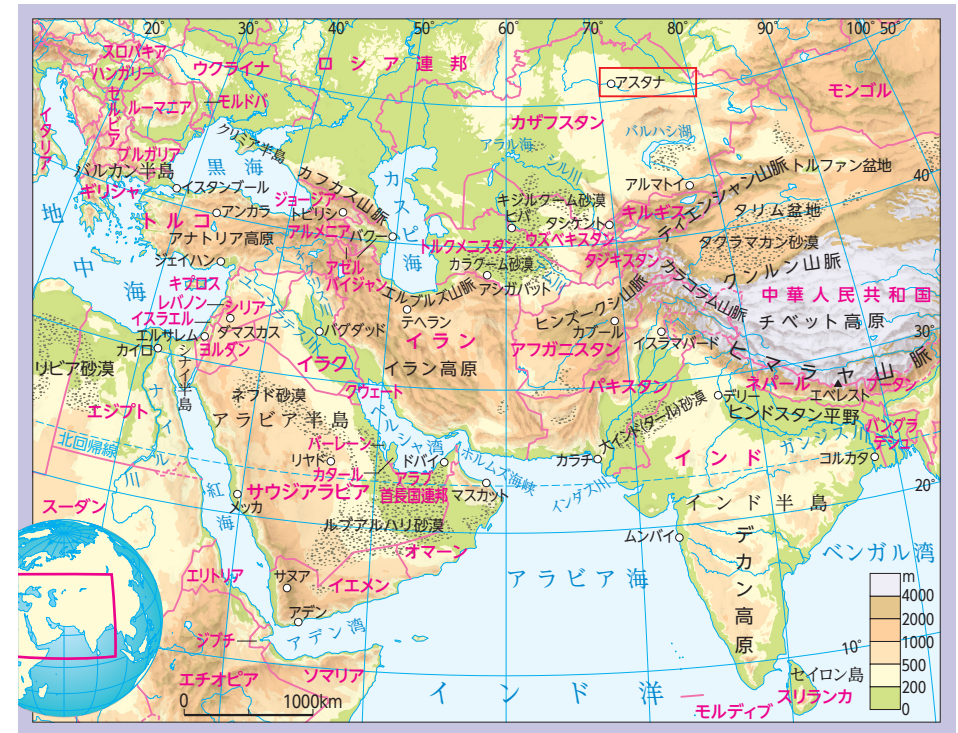 20°
30°
40°
50°
60°
70°
80°
90°
100°
50°
スロバキア
ハンガリー
ウクライナ
ロシア連邦
アスタナ
モンゴル
セルビア
ルーマニア
モルドバ
イタリア
カザフスタン
バルハシ湖
クリミア半島
アラル海
シル川
ブルガリア
バルカン半島
黒海
カフカス山脈
カスピ海
アルマトイ
テンシャン山脈
トルファン盆地
40°
ギリシャ
イスタンブール
ジョージア
トビリシ
キジルクーム砂漠
ヒバ
タシケント
キルギス
タリム盆地
地中海
トルコ
アンカラ
アルメニア
バクー
トルクメニスタン
ウズベキスタン
タクラマカン砂漠
アナトリア高原
アゼルバイジャン
カラクーム砂漠
タジキスタン
クンルン山脈
ジェイハン
エルブルズ山脈
アシガバット
カラコラム山脈
キプロス
中華人民共和国
レバノン
シリア
イスラエル
テヘラン
ヒンズークシ山脈
チベット高原
エルサレム
ダマスカス
バグダッド
イラン
カブール
イスラマバード
30°
カイロ
ヨルダン
アフガニスタン
ヒマラヤ山脈
リビア砂漠
シナイ半島
イラク
イラン高原
ネフド砂漠
クウェート
パキスタン
ネパール
ブータン
エジプト
ナイル川
アラビア半島
ペルシャ湾
大インド(タール)砂漠
デリー
エベレスト
ヒンドスタン平野
北回帰線
バーレーン
ガンジス川
バングラデシュ
リヤド
ドバイ
ホルムズ海峡
カラチ
インド
コルカタ
カタール
アラブ首長国連邦
サウジアラビア
マスカット
インダス川
20°
スーダン
紅海
メッカ
インド半島
ルブアルハリ砂漠
ムンバイ
オマーン
デカン高原
ベンガル湾
エリトリア
サヌア
イエメン
アラビア海
m
4000
2000
1000
500
200
0
アデン
ジブチ
アデン湾
10°
エチオピア
ソマリア
セイロン島
インド洋
スリランカ
モルディブ
0
1000km